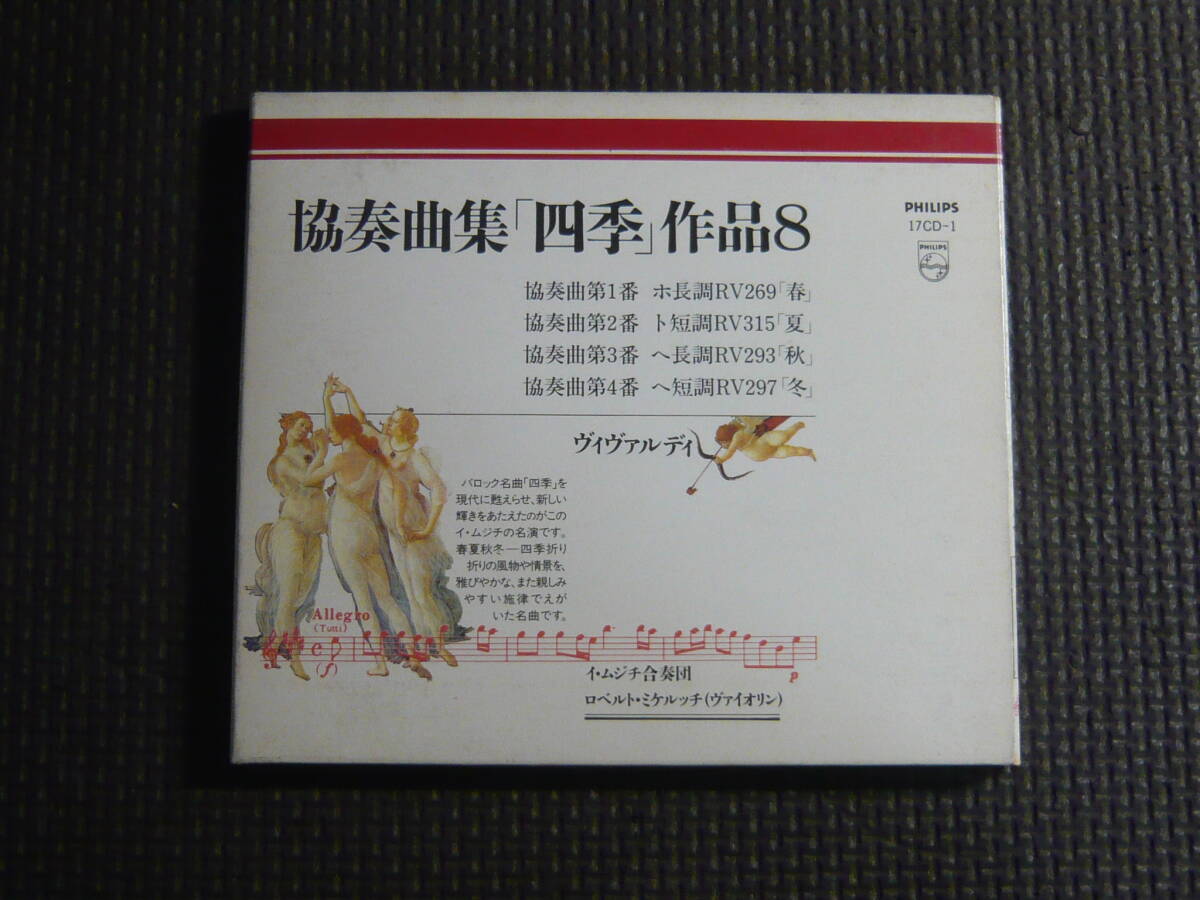 協奏曲集「四季」作品8
PHILIPS
17CD-1
PHILIPS
協奏曲第1番 ホ長調RV269「春」
協奏曲第2番 ト短調RV315「夏」
協奏曲第3番 ヘ長調RV293「秋」
協奏曲第4番 ヘ短調RV297「冬」
ヴィヴァルディ
バロック名曲「四季」を
現代に甦えらせ、新しい
輝きをあたえたのがこの
イ・ムジチの名演です。
春夏秋冬—四季折り
折りの風物や情景を、
雅びやかな、また親しみ
やすい旋律でえが
いた名曲です。
Allegro
(Tutti)
(f)
p
イ・ムジチ合奏団
ロベルト・ミケルッチ(ヴァイオリン)